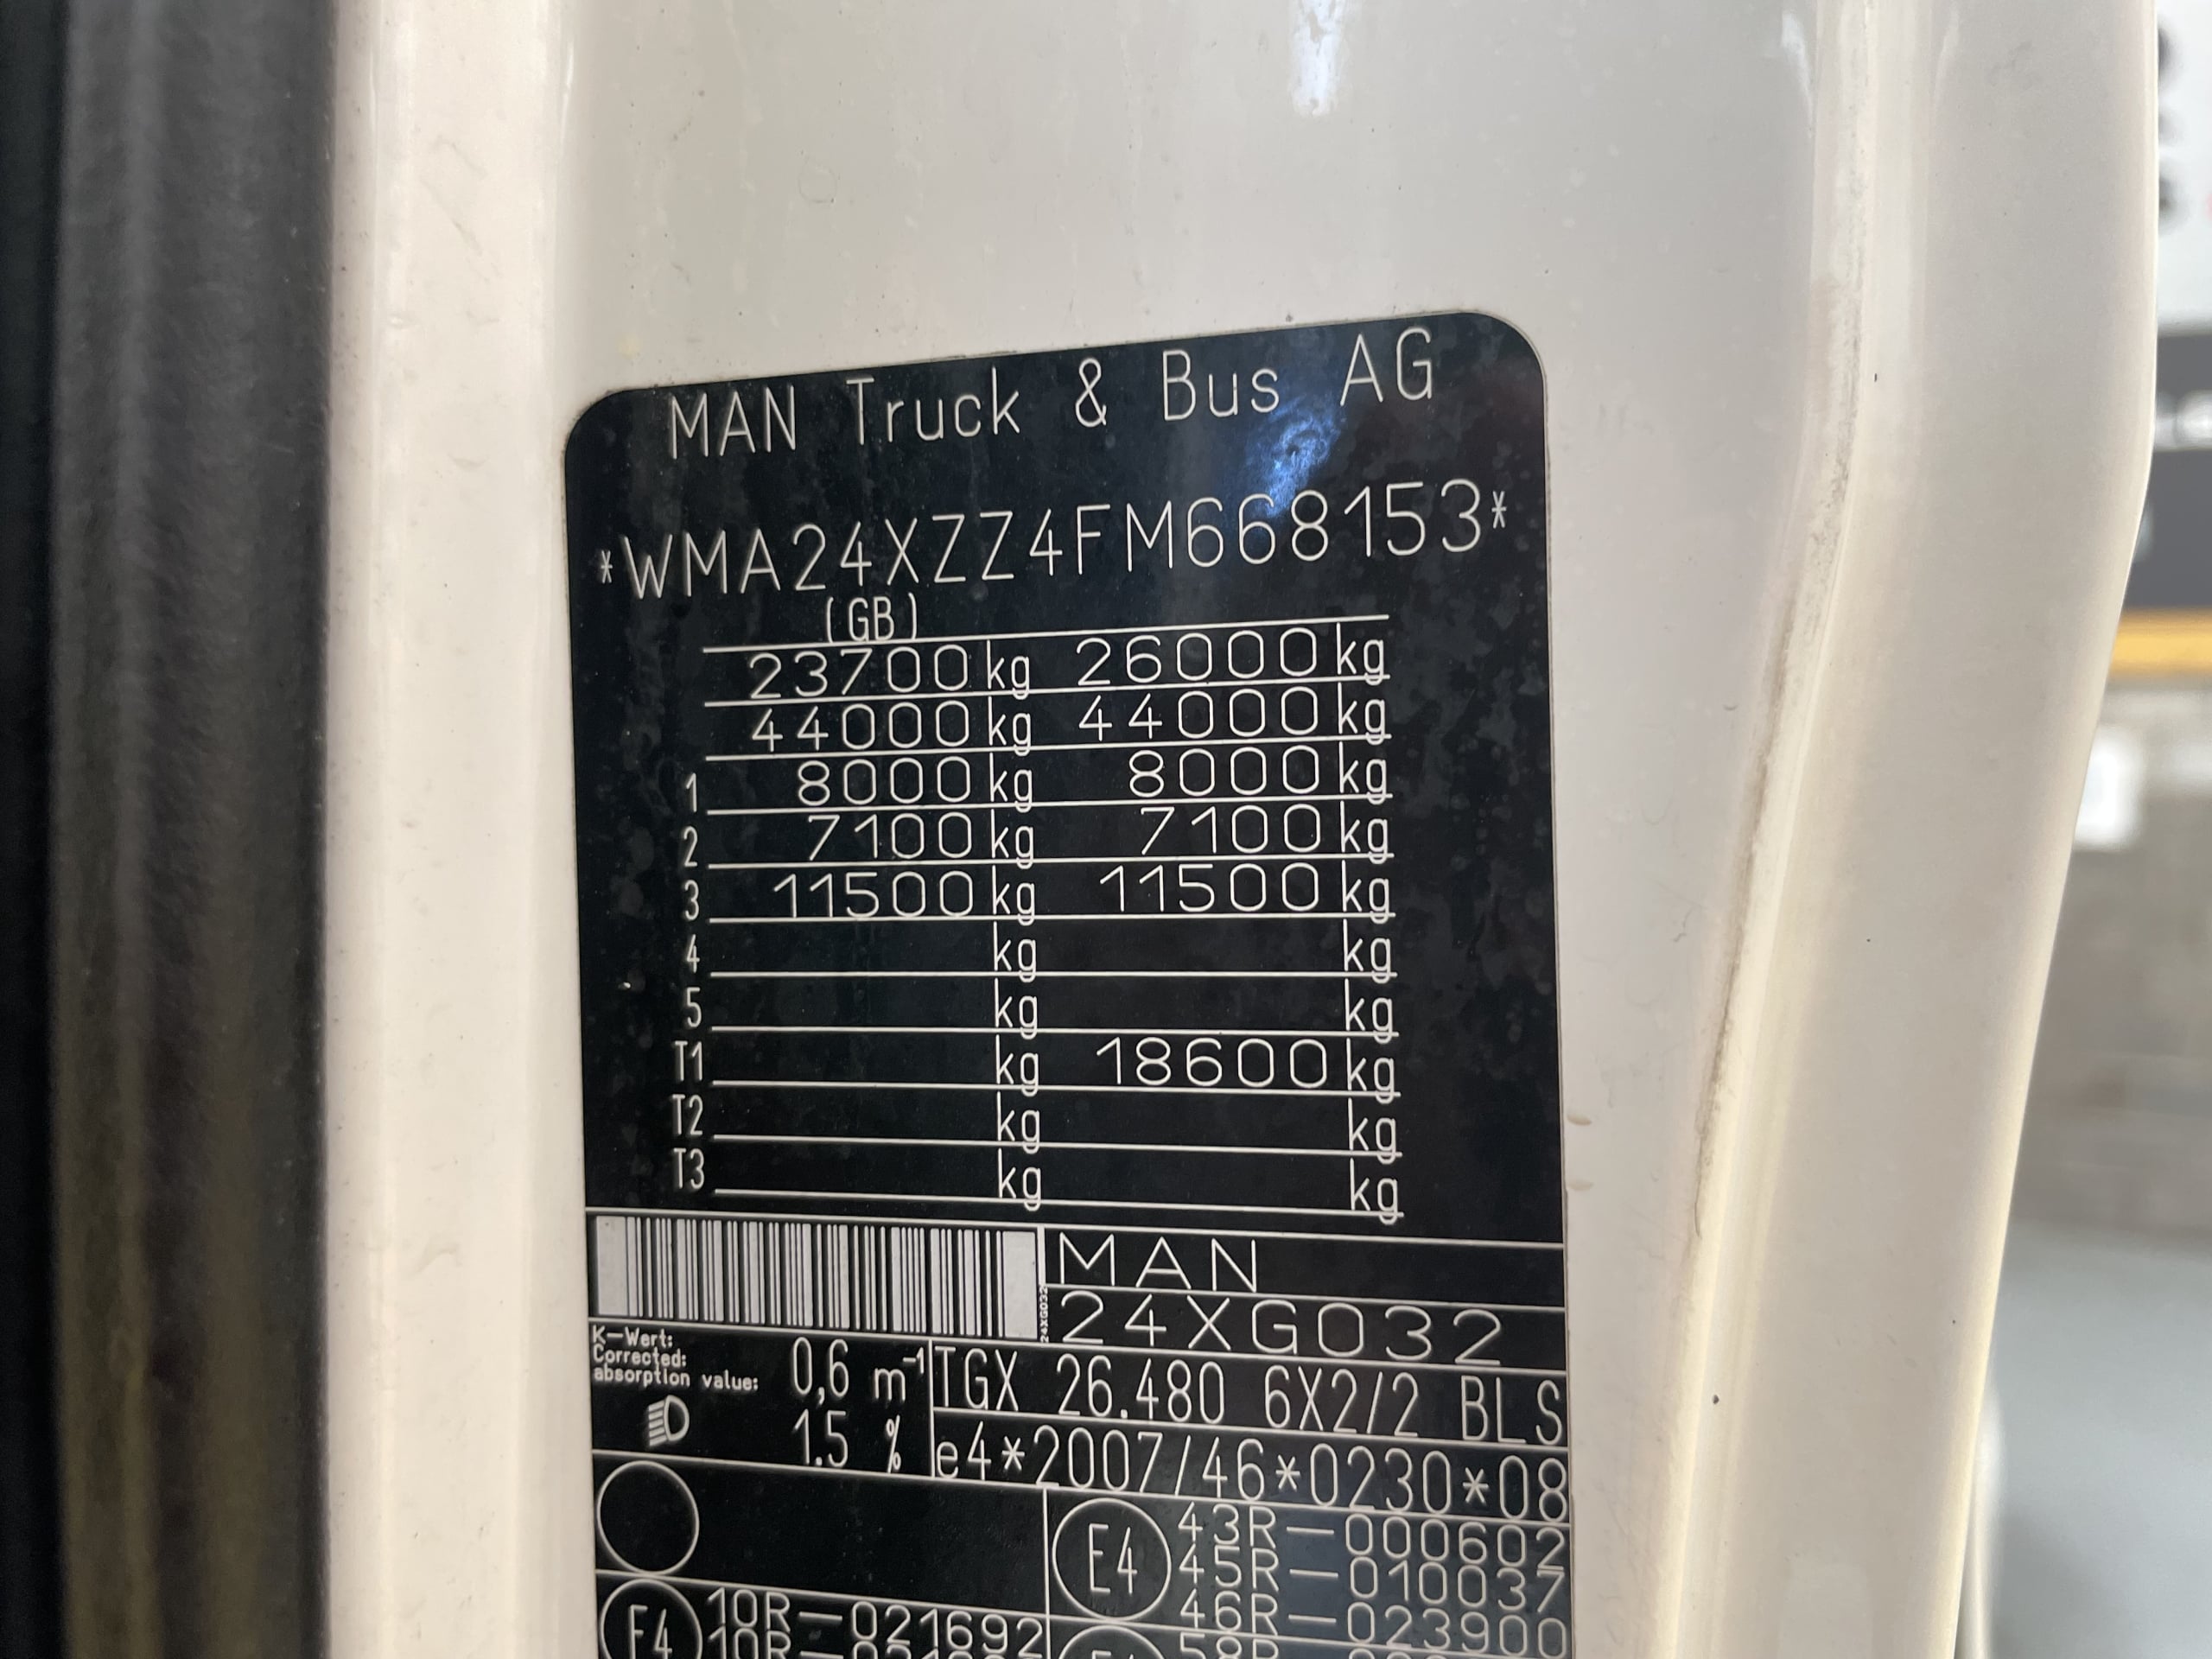 MAN Truck & Bus AG
*WMA24XZZ4FM668153*
(GB)
23700 kg 26000 kg
44000 kg 44000 kg
1 8000 kg 8000 kg
2 7100 kg 7100 kg
3 11500 kg 11500 kg
4 kg kg
5 kg kg
T1 kg 18600 kg
T2 kg kg
T3 kg kg
24XG032
MAN
24XG032
K-Wert:
Corrected:
absorption value:
0,6 m⁻¹
1.5 %
TGX 26.480 6X2/2 BLS
e4*2007/46*0230*08
E4
43R-000602
45R-010037
46R-023900
E4
10R-021692